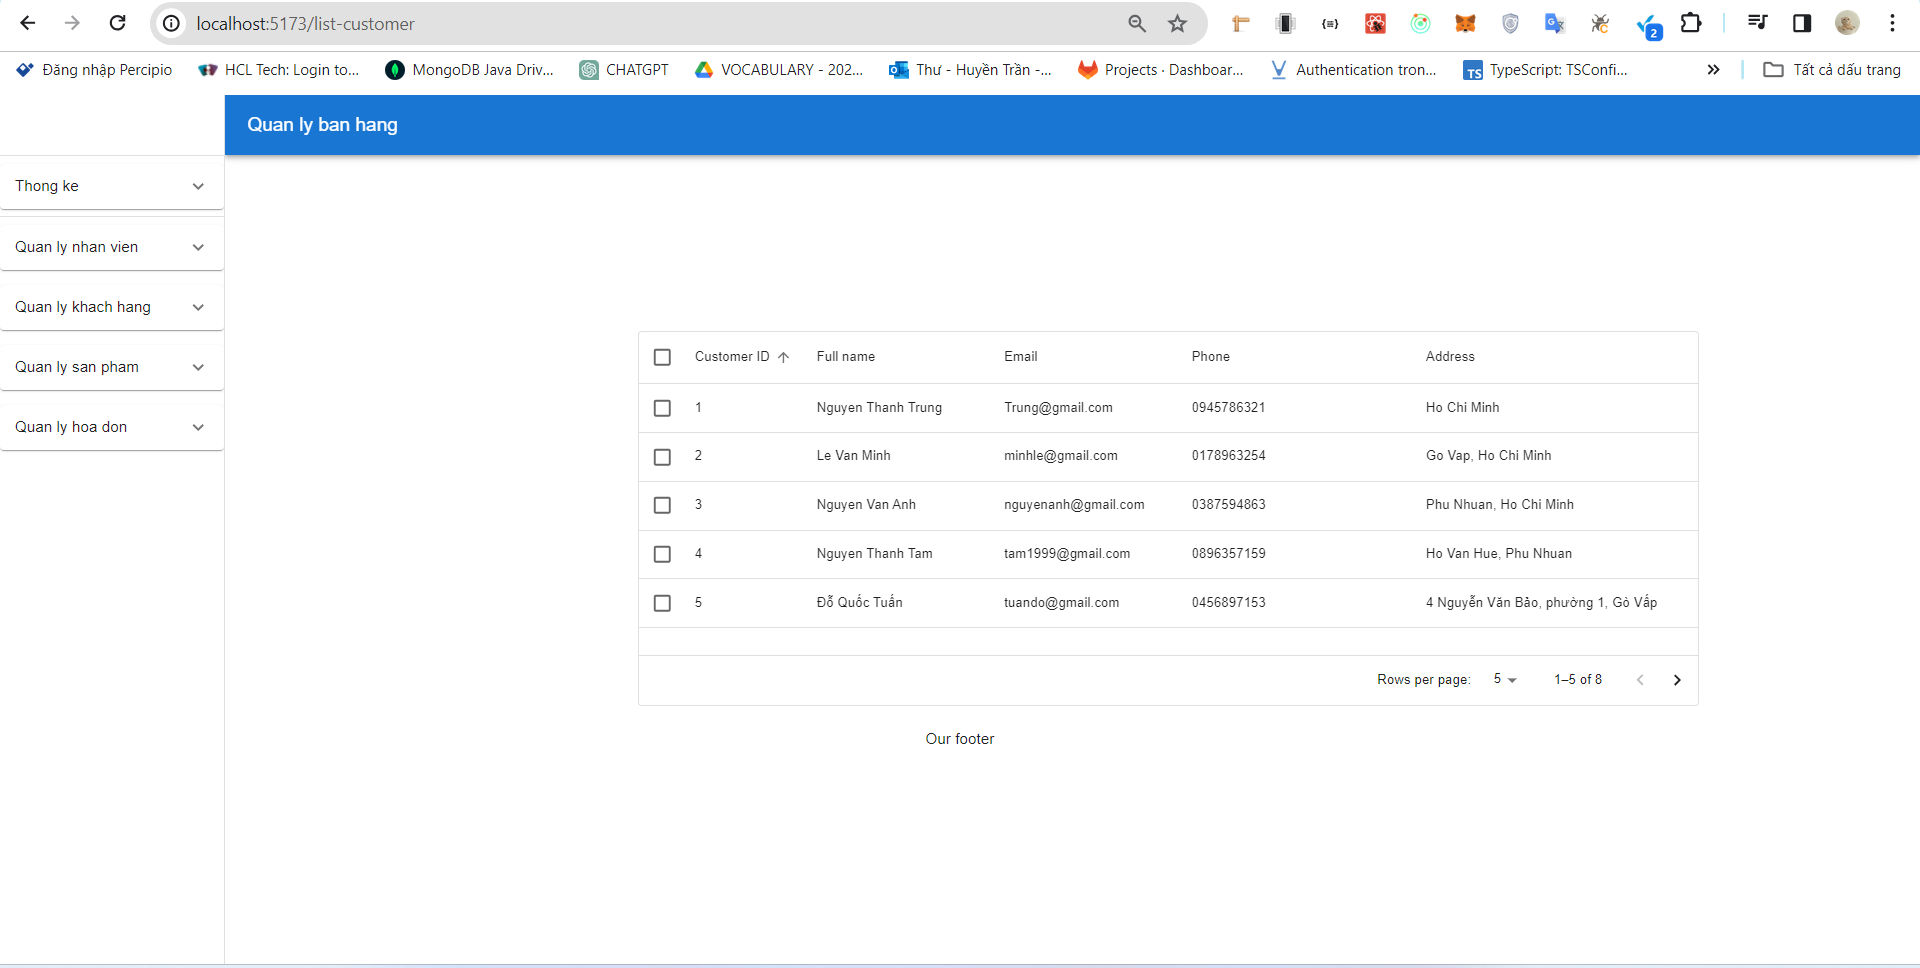 localhost:5173/list-customer
2
Đăng nhập Percipio
HCL Tech: Login to...
MongoDB Java Driv...
CHATGPT
VOCABULARY - 202...
Thư - Huyền Trần -...
Projects · Dashboar...
Authentication tron...
TS
TypeScript: TSConfi...
Tất cả dấu trang
Quan ly ban hang
Thong ke
Quan ly nhan vien
Quan ly khach hang
Quan ly san pham
Quan ly hoa don
Customer ID Full name Email Phone Address
1 Nguyen Thanh Trung Trung@gmail.com 0945786321 Ho Chi Minh
2 Le Van Minh minhle@gmail.com 0178963254 Go Vap, Ho Chi Minh
3 Nguyen Van Anh nguyenanh@gmail.com 0387594863 Phu Nhuan, Ho Chi Minh
4 Nguyen Thanh Tam tam1999@gmail.com 0896357159 Ho Van Hue, Phu Nhuan
5 Đỗ Quốc Tuấn tuando@gmail.com 0456897153 4 Nguyễn Văn Bảo, phường 1, Gò Vấp
Rows per page: 5 1–5 of 8
Our footer